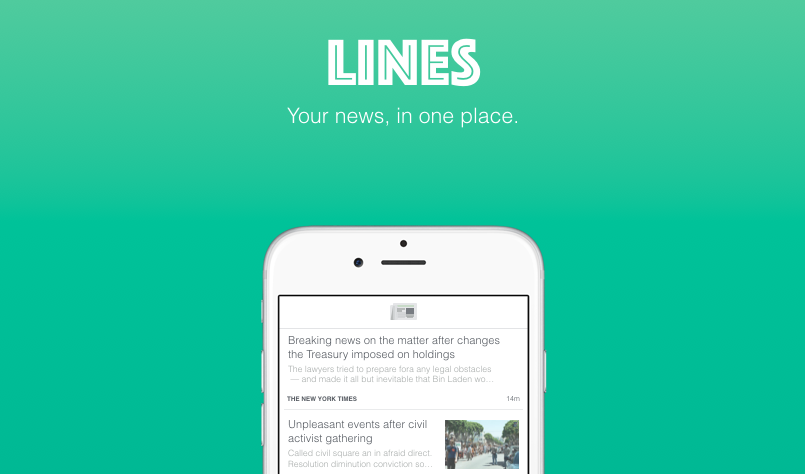 LINES
Your news, in one place.
Breaking news on the matter after changes
the Treasury imposed on holdings
The lawyers tried to prepare fora any legal obstacles
— and made it all but inevitable that Bin Laden wo...
THE NEW YORK TIMES 14m
Unpleasant events after civil
activist gathering
Called civil square an in afraid direct.
Resolution diminution conviction so...